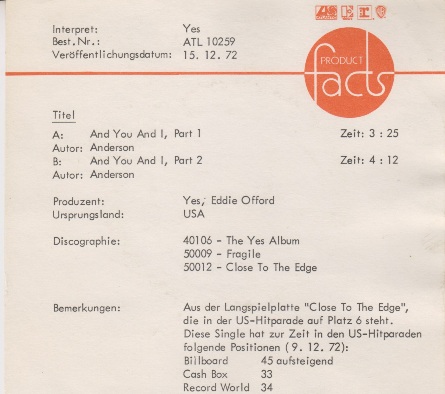 Interpret: Yes
Best.Nr.: ATL 10259
Veröffentlichungsdatum: 15. 12. 72
PRODUCT
facts
Titel
A: And You And I, Part 1 Zeit: 3 : 25
Autor: Anderson
B: And You And I, Part 2 Zeit: 4 : 12
Autor: Anderson
Produzent: Yes, Eddie Offord
Ursprungsland: USA
Discographie: 40106 - The Yes Album
50009 - Fragile
50012 - Close To The Edge
Bemerkungen: Aus der Langspielplatte "Close To The Edge",
die in der US-Hitparade auf Platz 6 steht.
Diese Single hat zur Zeit in den US-Hitparaden
folgende Positionen (9. 12. 72):
Billboard 45 aufsteigend
Cash Box 33
Record World 34